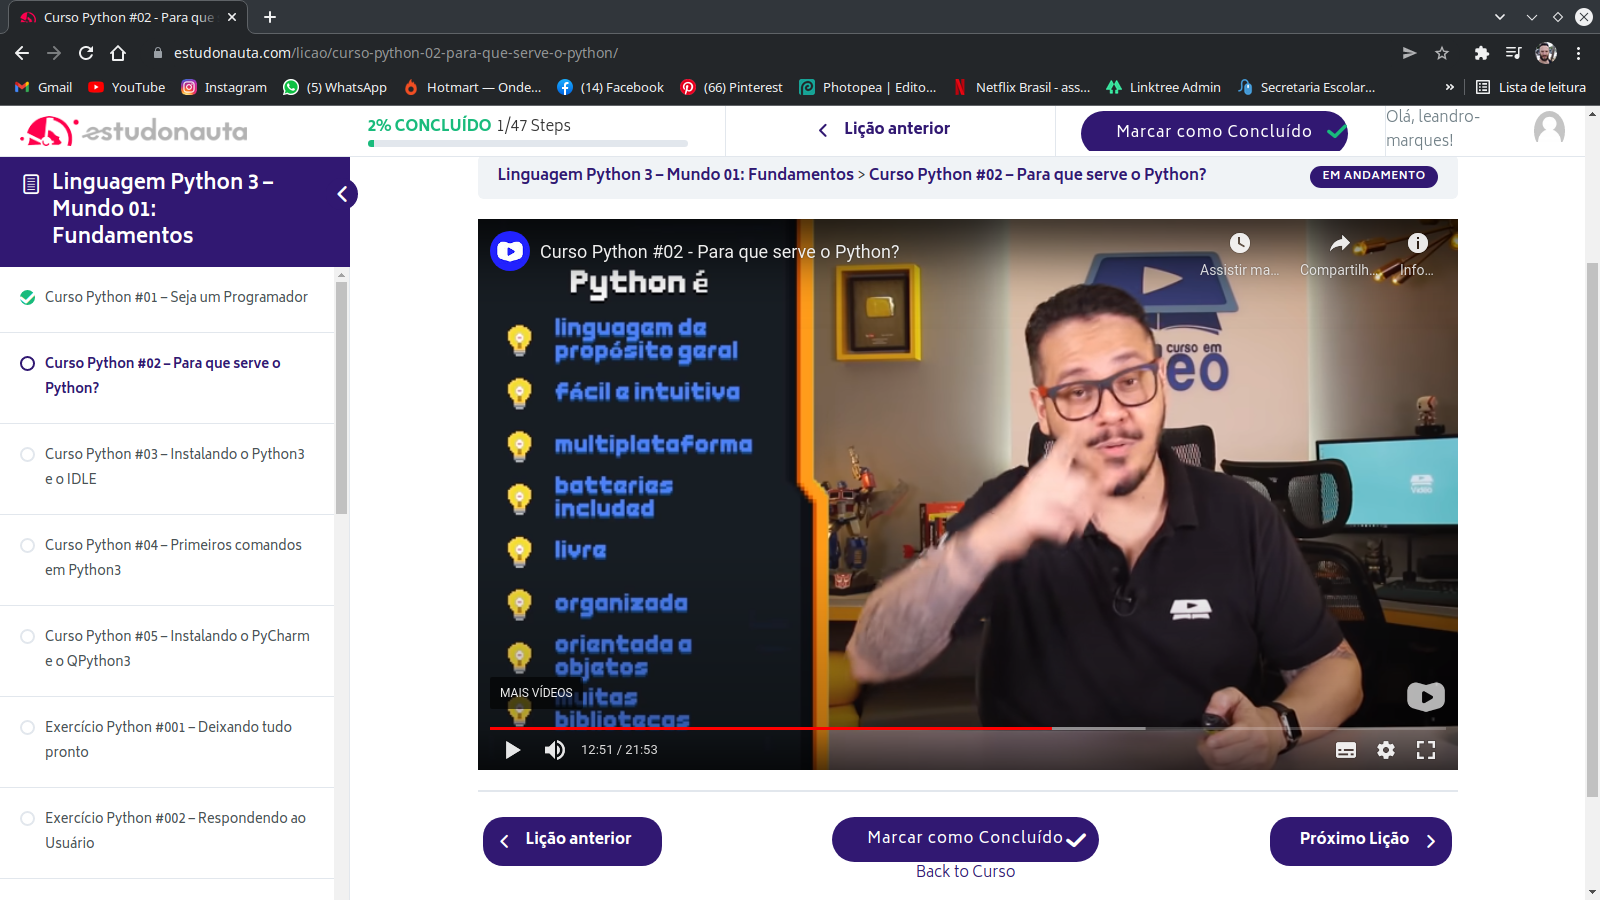 Curso Python #02 - Para que
estudonauta.com/licao/curso-python-02-para-que-serve-o-python/
Gmail
YouTube
Instagram
(5) WhatsApp
Hotmart — Onde...
(14) Facebook
(66) Pinterest
Photopea | Edito...
Netflix Brasil - ass...
Linktree Admin
Secretaria Escolar...
»
Lista de leitura
estudonauta
2% CONCLUÍDO 1/47 Steps
Lição anterior
Marcar como Concluído
Olá, leandro-
marques!
Linguagem Python 3 –
Mundo 01:
Fundamentos
Curso Python #01 – Seja um Programador
Curso Python #02 – Para que serve o
Python?
Curso Python #03 – Instalando o Python3
e o IDLE
Curso Python #04 – Primeiros comandos
em Python3
Curso Python #05 – Instalando o PyCharm
e o QPython3
Exercício Python #001 – Deixando tudo
pronto
Exercício Python #002 – Respondendo ao
Usuário
Linguagem Python 3 – Mundo 01: Fundamentos > Curso Python #02 – Para que serve o Python?
EM ANDAMENTO
Curso Python #02 - Para que serve o Python?
Assistir ma...
Compartilh...
Info...
Python é
linguagem de
propósito geral
fácil e intuitiva
multiplataforma
batteries
included
livre
organizada
orientada a
objetos
muitas
bibliotecas
curso em
MAIS VÍDEOS
12:51 / 21:53
Lição anterior
Marcar como Concluído
Próximo Lição
Back to Curso